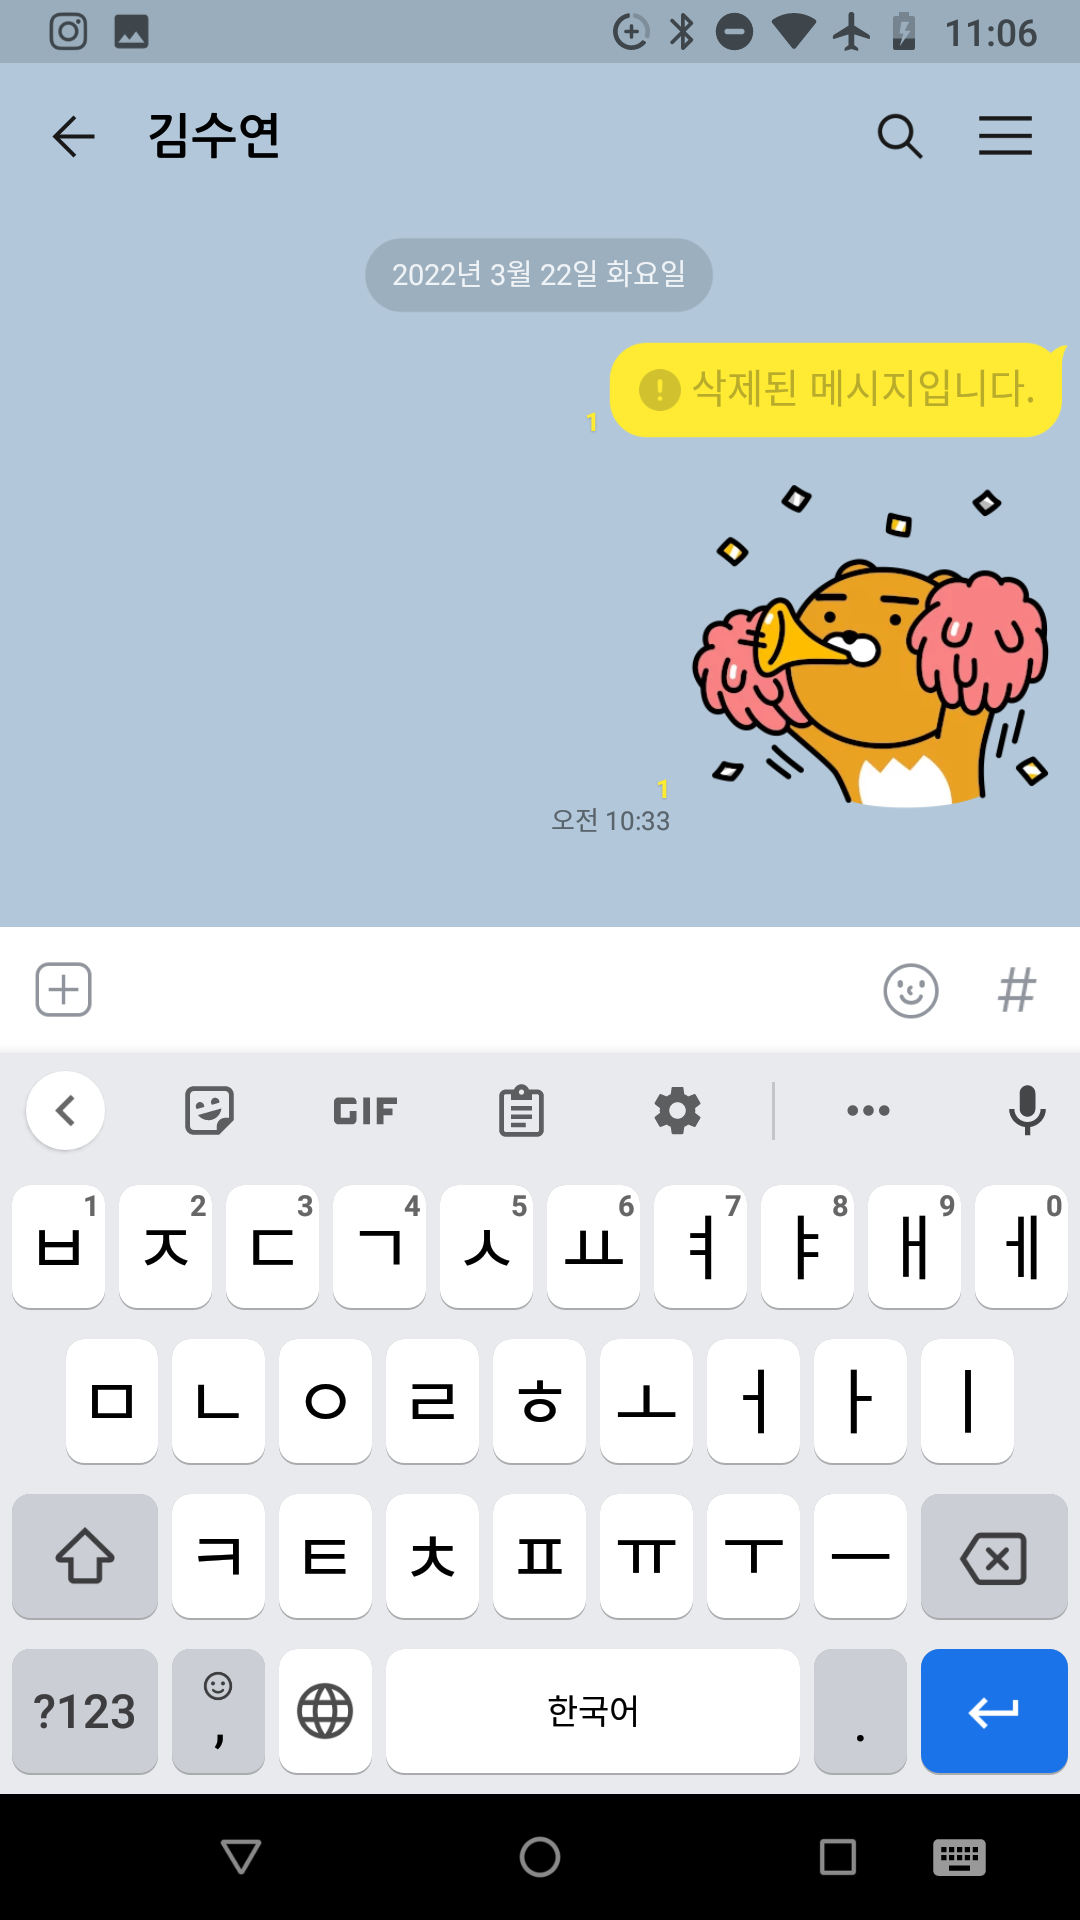 11:06
김수연
2022년 3월 22일 화요일
삭제된 메시지입니다.
1
1
오전 10:33
#
GIF
1 2 3 4 5 6 7 8 9 0
ㅂ ㅈ ㄷ ㄱ ㅅ ㅛ ㅕ ㅑ ㅐ ㅔ
ㅁ ㄴ ㅇ ㄹ ㅎ ㅗ ㅓ ㅏ ㅣ
ㅋ ㅌ ㅊ ㅍ ㅠ ㅜ ㅡ
?123 , 한국어 .